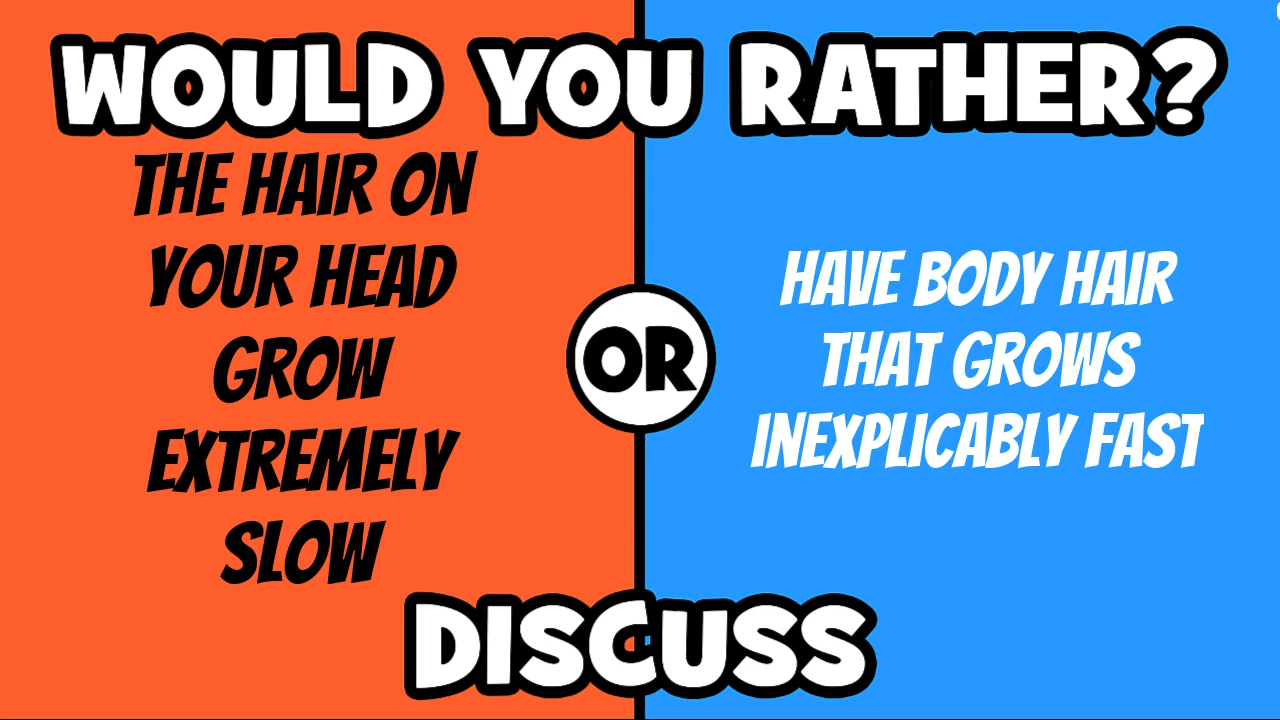 WOULD YOU RATHER?
THE HAIR ON
YOUR HEAD
GROW
EXTREMELY
SLOW
OR
HAVE BODY HAIR
THAT GROWS
INEXPLICABLY FAST
DISCUSS